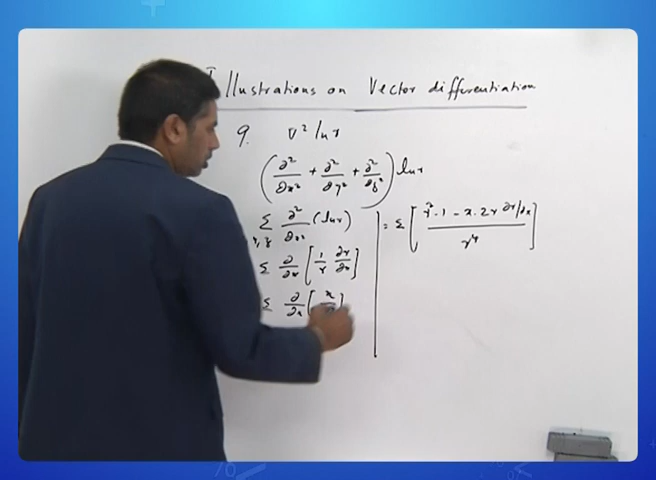 Illustrations on Vector differentiation
9. ∇² ln r
(∂²/∂x² + ∂²/∂y² + ∂²/∂z²) ln r
Σ ∂²/∂x² (ln r)
Σ ∂/∂x [1/r ∂r/∂x]
Σ ∂/∂x [x
= Σ [r²·1 - x·2r ∂r/∂x / r⁴]